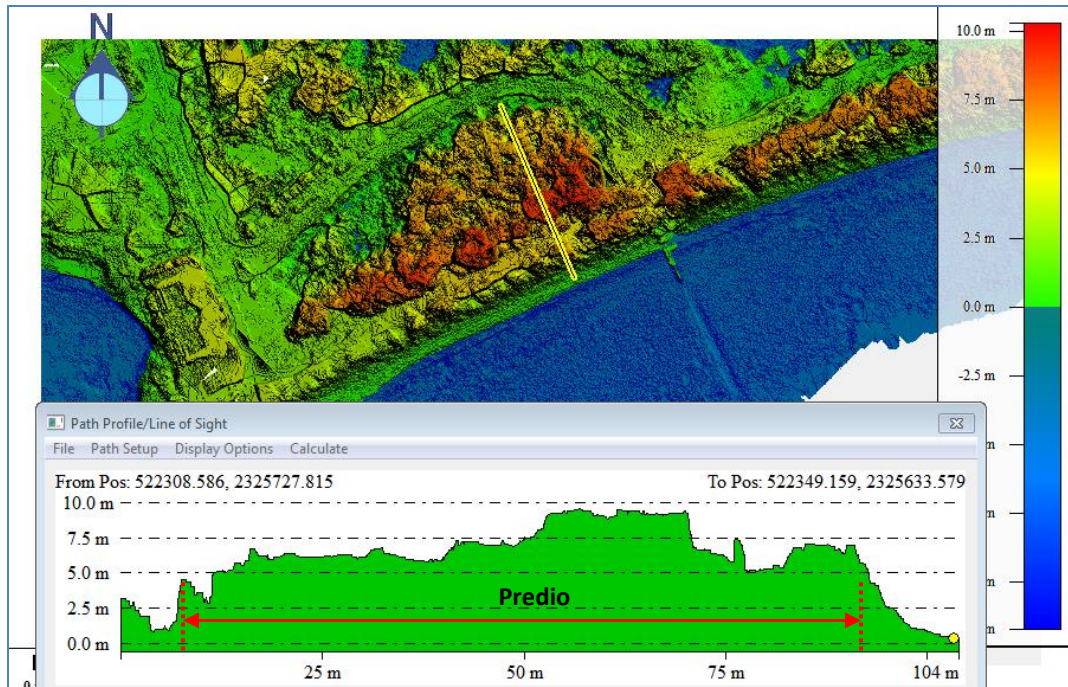 N
10.0 m
7.5 m
5.0 m
2.5 m
0.0 m
-2.5 m
Path Profile/Line of Sight
File Path Setup Display Options Calculate
From Pos: 522308.586, 2325727.815 To Pos: 522349.159, 2325633.579
10.0 m
7.5 m
5.0 m
2.5 m
0.0 m
Predio
25 m 50 m 75 m 104 m